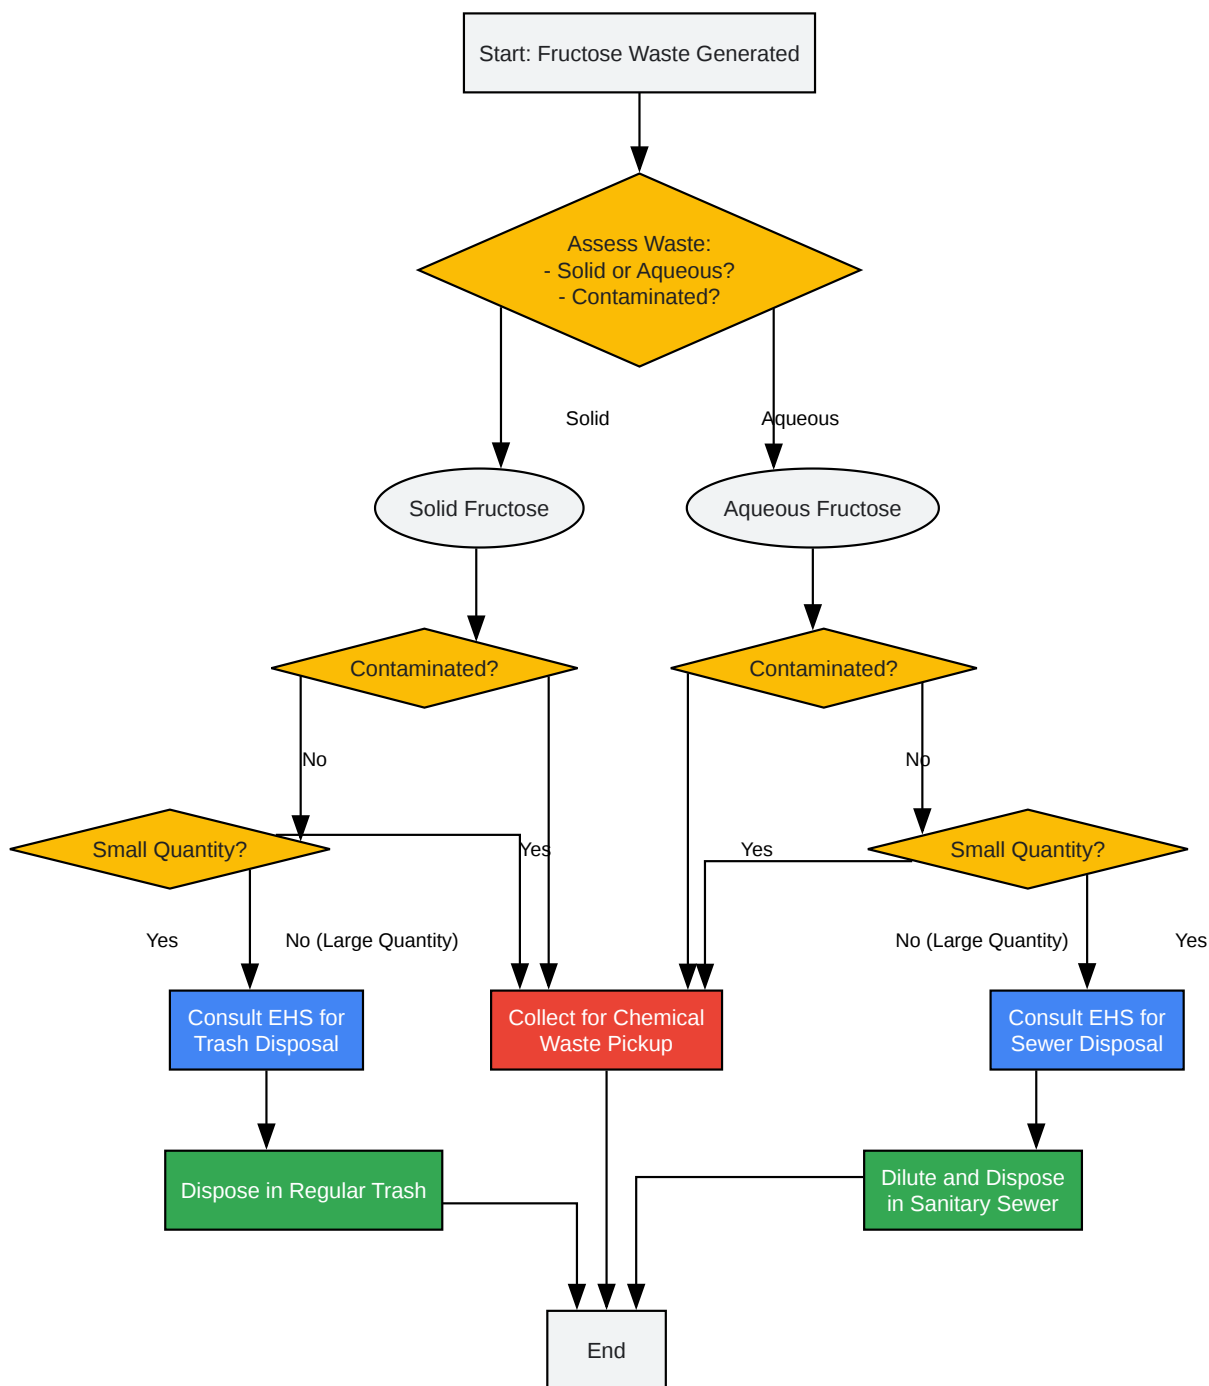 Start: Fructose Waste Generated
Assess Waste:
- Solid or Aqueous?
- Contaminated?
Solid
Aqueous
Solid Fructose
Aqueous Fructose
Contaminated?
Contaminated?
No
No
Small Quantity?
Yes
Yes
Small Quantity?
Yes
No (Large Quantity)
No (Large Quantity)
Yes
Consult EHS for
Trash Disposal
Collect for Chemical
Waste Pickup
Consult EHS for
Sewer Disposal
Dispose in Regular Trash
Dilute and Dispose
in Sanitary Sewer
End